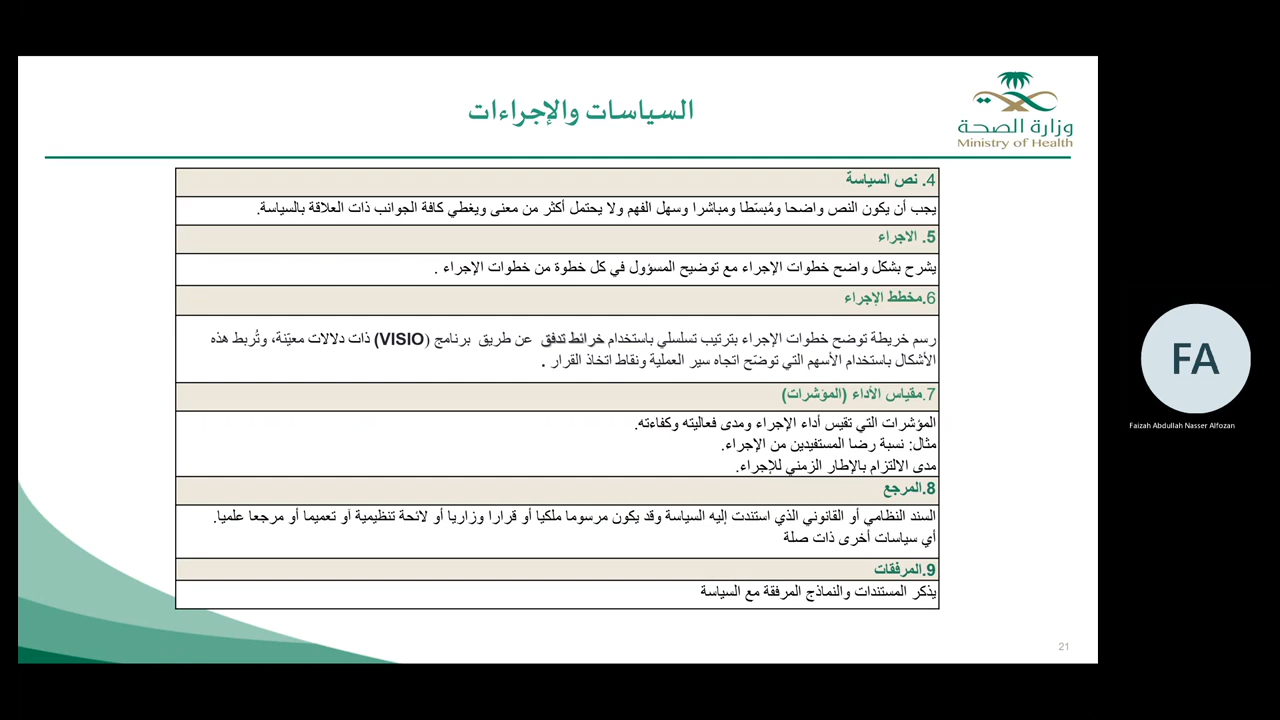 السياسات والإجراءات
وزارة الصحة
Ministry of Health
4. نص السياسة
يجب أن يكون النص واضحا ومُبسّطا ومباشرا وسهل الفهم ولا يحتمل أكثر من معنى ويغطي كافة الجوانب ذات العلاقة بالسياسة.
5. الاجراء
يشرح بشكل واضح خطوات الإجراء مع توضيح المسؤول في كل خطوة من خطوات الإجراء .
6.مخطط الإجراء
رسم خريطة توضح خطوات الإجراء بترتيب تسلسلي باستخدام خرائط تدفق عن طريق برنامج (VISIO) ذات دلالات معيّنة، وتُربط هذه
الأشكال باستخدام الأسهم التي توضّح اتجاه سير العملية ونقاط اتخاذ القرار .
7.مقياس الأداء (المؤشرات)
المؤشرات التي تقيس أداء الإجراء ومدى فعاليته وكفاءته.
مثال: نسبة رضا المستفيدين من الإجراء.
مدى الالتزام بالإطار الزمني للإجراء.
8.المرجع
السند النظامي أو القانوني الذي استندت إليه السياسة وقد يكون مرسوما ملكيا أو قرارا وزاريا أو لائحة تنظيمية أو تعميما أو مرجعا علميا.
أي سياسات أخرى ذات صلة
9.المرفقات
يذكر المستندات والنماذج المرفقة مع السياسة
21
FA
Faizah Abdullah Nasser Alfozan